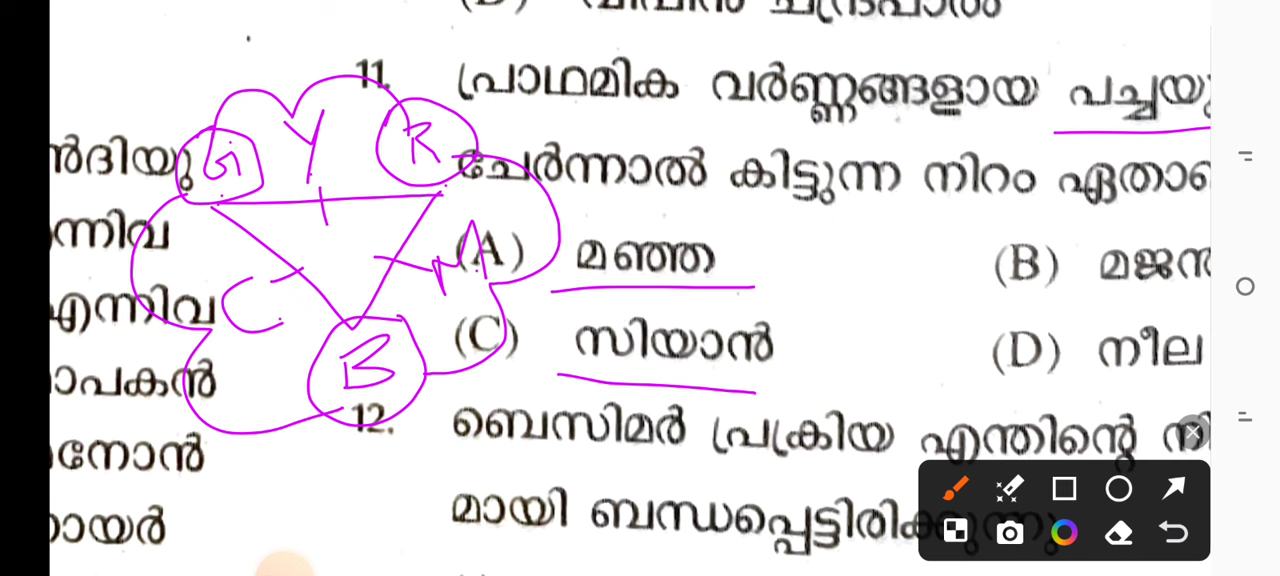 11. പ്രാഥമിക വർണ്ണങ്ങളായ പച്ചയു
ചേർന്നാൽ കിട്ടുന്ന നിറം ഏതാണ
(A) മഞ്ഞ (B) മജന്ത
(C) സിയാൻ (D) നീല
12. ബെസിമർ പ്രക്രിയ എന്തിന്റെ നി
മായി ബന്ധപ്പെട്ടിരിക്കുന്നു
ൻദിയു
ന്നിവ
എന്നിവ
ാപകൻ
മനോൻ
ായർ
G Y R
C M
B